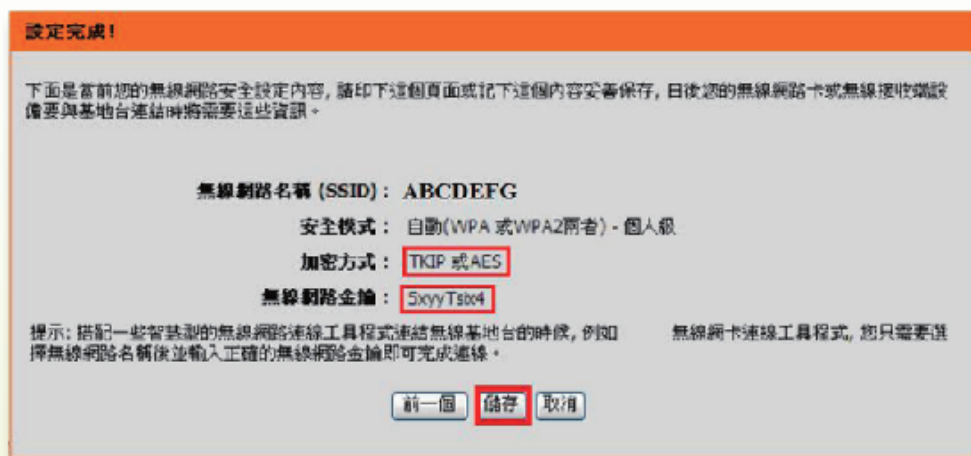 設定完成!
下面是當前您的無線網路安全設定內容, 請印下這個頁面或記下這個內容妥善保存, 日後您的無線網路卡或無線接收端設
備要與基地台連結時將需要這些資訊。
無線網路名稱 (SSID)： ABCDEFG
安全模式： 自動(WPA 或WPA2兩者) - 個人級
加密方式： TKIP 或AES
無線網路金鑰：
提示: 搭配一些智慧型的無線網路連線工具程式連結無線基地台的時候, 例如 無線網卡連線工具程式, 您只需要選
擇無線網路名稱後並輸入正確的無線網路金鑰即可完成連線。
前一個 儲存 取消